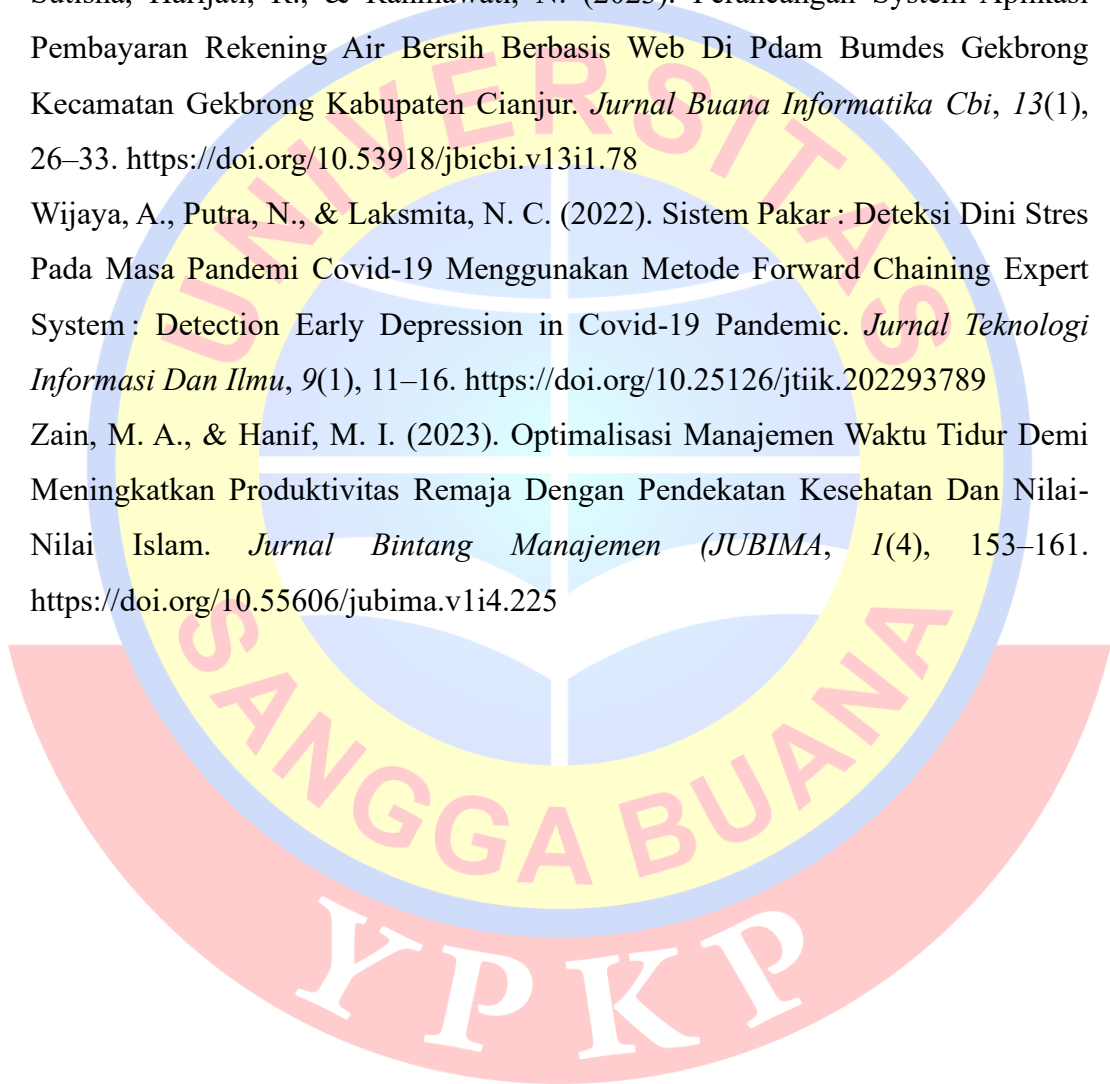 Pembayaran Rekening Air Bersih Berbasis Web Di Pdam Bumdes Gekbrong
Kecamatan Gekbrong Kabupaten Cianjur. Jurnal Buana Informatika Cbi, 13(1),
26–33. https://doi.org/10.53918/jbicbi.v13i1.78
Wijaya, A., Putra, N., & Laksmita, N. C. (2022). Sistem Pakar : Deteksi Dini Stres
Pada Masa Pandemi Covid-19 Menggunakan Metode Forward Chaining Expert
System : Detection Early Depression in Covid-19 Pandemic. Jurnal Teknologi
Informasi Dan Ilmu, 9(1), 11–16. https://doi.org/10.25126/jtiik.202293789
Zain, M. A., & Hanif, M. I. (2023). Optimalisasi Manajemen Waktu Tidur Demi
Meningkatkan Produktivitas Remaja Dengan Pendekatan Kesehatan Dan Nilai-
Nilai Islam. Jurnal Bintang Manajemen (JUBIMA, 1(4), 153–161.
https://doi.org/10.55606/jubima.v1i4.225
UNIVERSITAS
SANGGA BUANA
YPKP